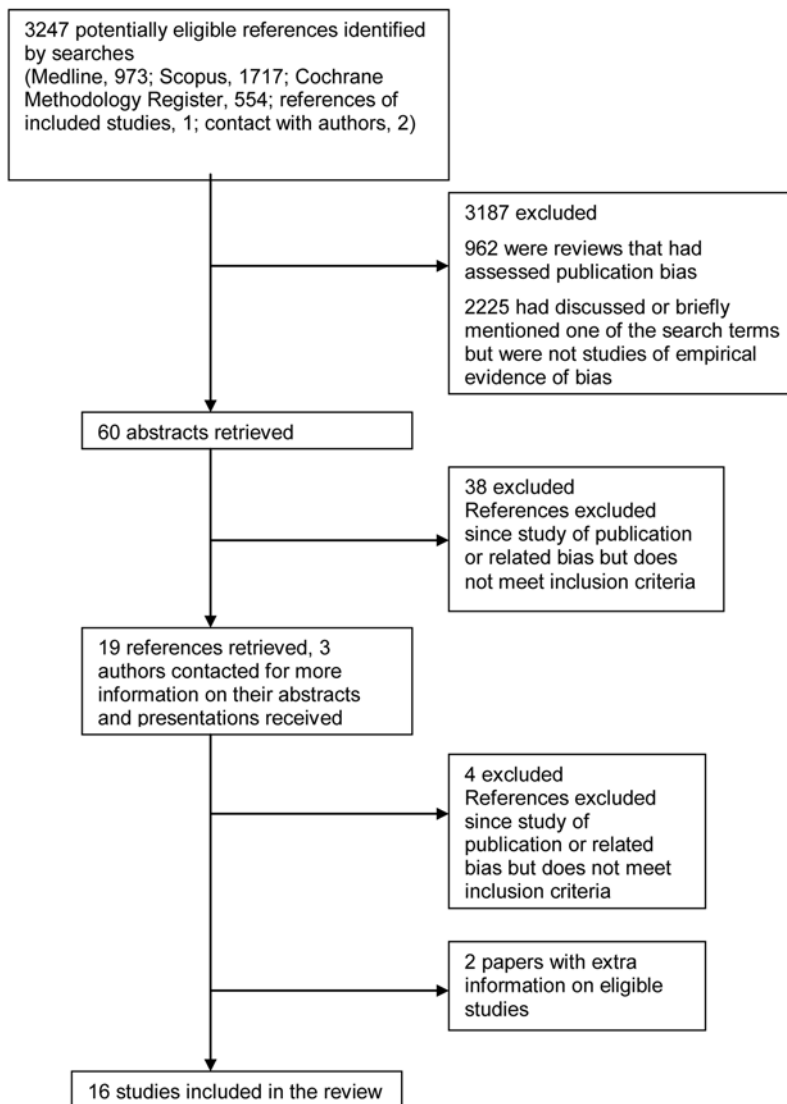 3247 potentially eligible references identified
by searches
(Medline, 973; Scopus, 1717; Cochrane
Methodology Register, 554; references of
included studies, 1; contact with authors, 2)
3187 excluded
962 were reviews that had
assessed publication bias
2225 had discussed or briefly
mentioned one of the search terms
but were not studies of empirical
evidence of bias
60 abstracts retrieved
38 excluded
References excluded
since study of publication
or related bias but does
not meet inclusion criteria
19 references retrieved, 3
authors contacted for more
information on their abstracts
and presentations received
4 excluded
References excluded
since study of
publication or related
bias but does not meet
inclusion criteria
2 papers with extra
information on eligible
studies
16 studies included in the review